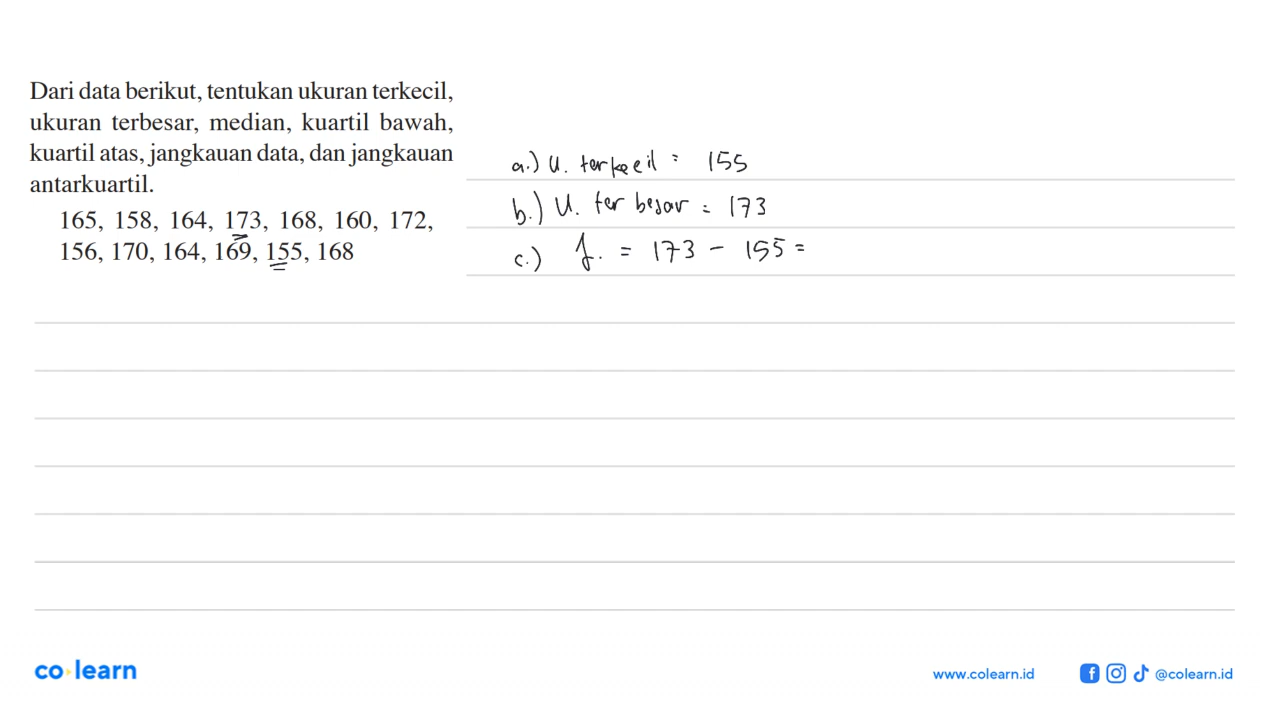 Dari data berikut, tentukan ukuran terkecil,
ukuran terbesar, median, kuartil bawah,
kuartil atas, jangkauan data, dan jangkauan
antarkuartil.
165, 158, 164, 173, 168, 160, 172,
156, 170, 164, 169, 155, 168
a.) U. terkecil = 155
b.) U. ter besar = 173
c.) J. = 173 - 155 =
co learn
www.colearn.id
@colearn.id